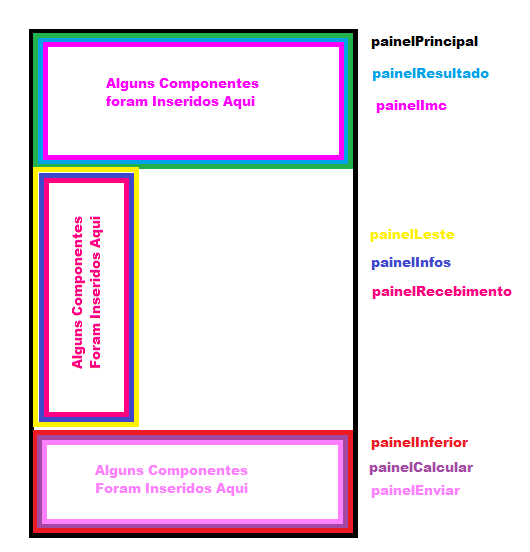 painelPrincipal
painelResultado
painelImc
Alguns Componentes
foram Inseridos Aqui
painelLeste
painelInfos
painelRecebimento
Alguns Componentes
Foram Inseridos Aqui
painelInferior
painelCalcular
painelEnviar
Alguns Componentes
Foram Inseridos Aqui